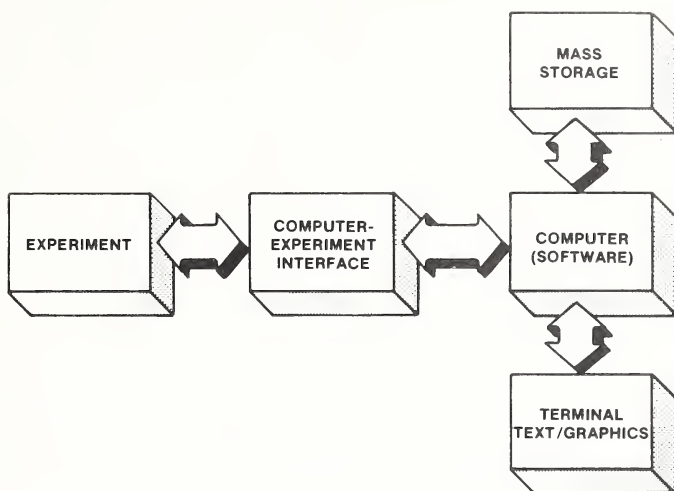 MASS
STORAGE
EXPERIMENT
COMPUTER-
EXPERIMENT
INTERFACE
COMPUTER
(SOFTWARE)
TERMINAL
TEXT/GRAPHICS